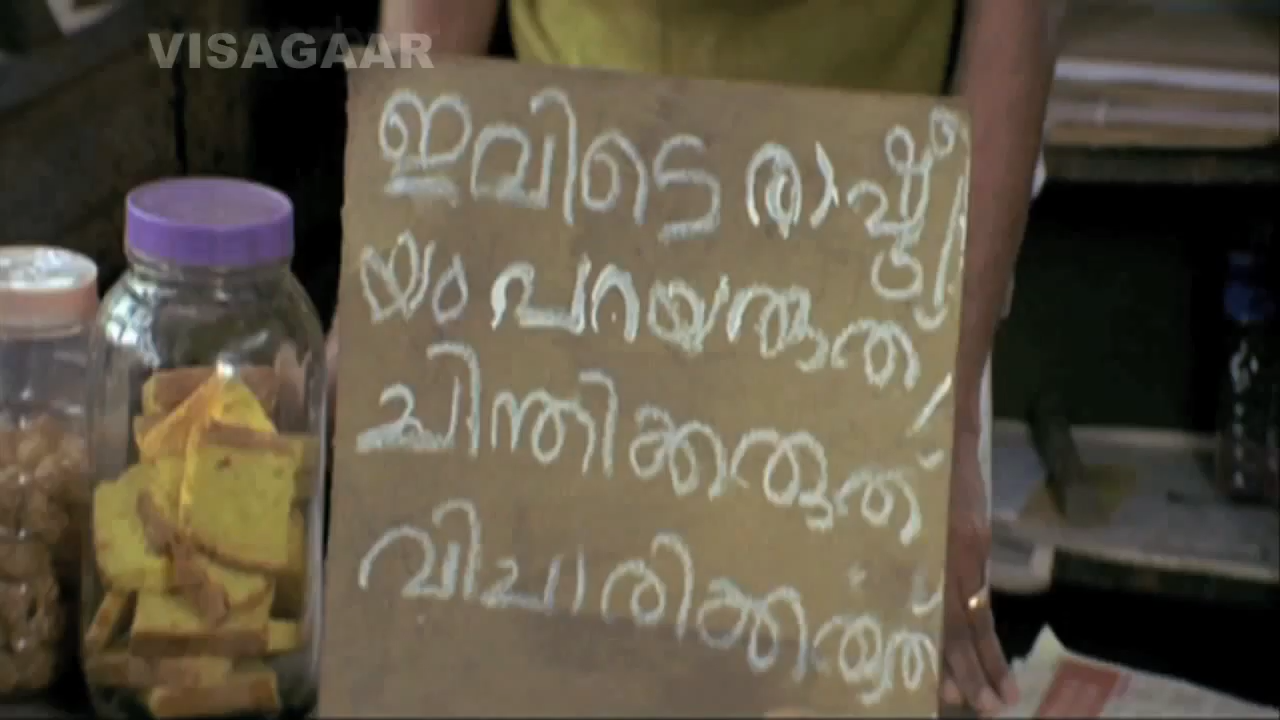 VISAGAAR
ഇവിടെ രാഷ്ട്രീ
യം പറയരുത്
ചിന്തിക്കരുത്
വിചാരിക്കരുത്